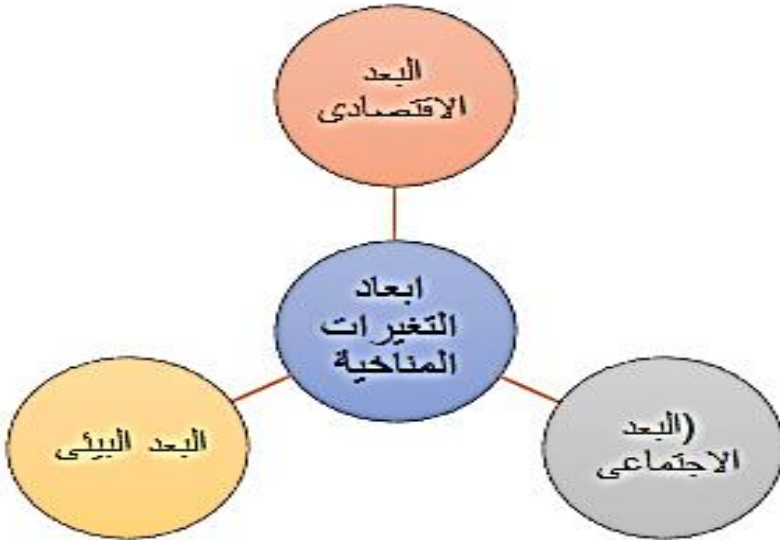 البعد
الاقتصادى
ابعاد
التغيرات
المناخية
(البعد
الاجتماعى
البعد البيئى